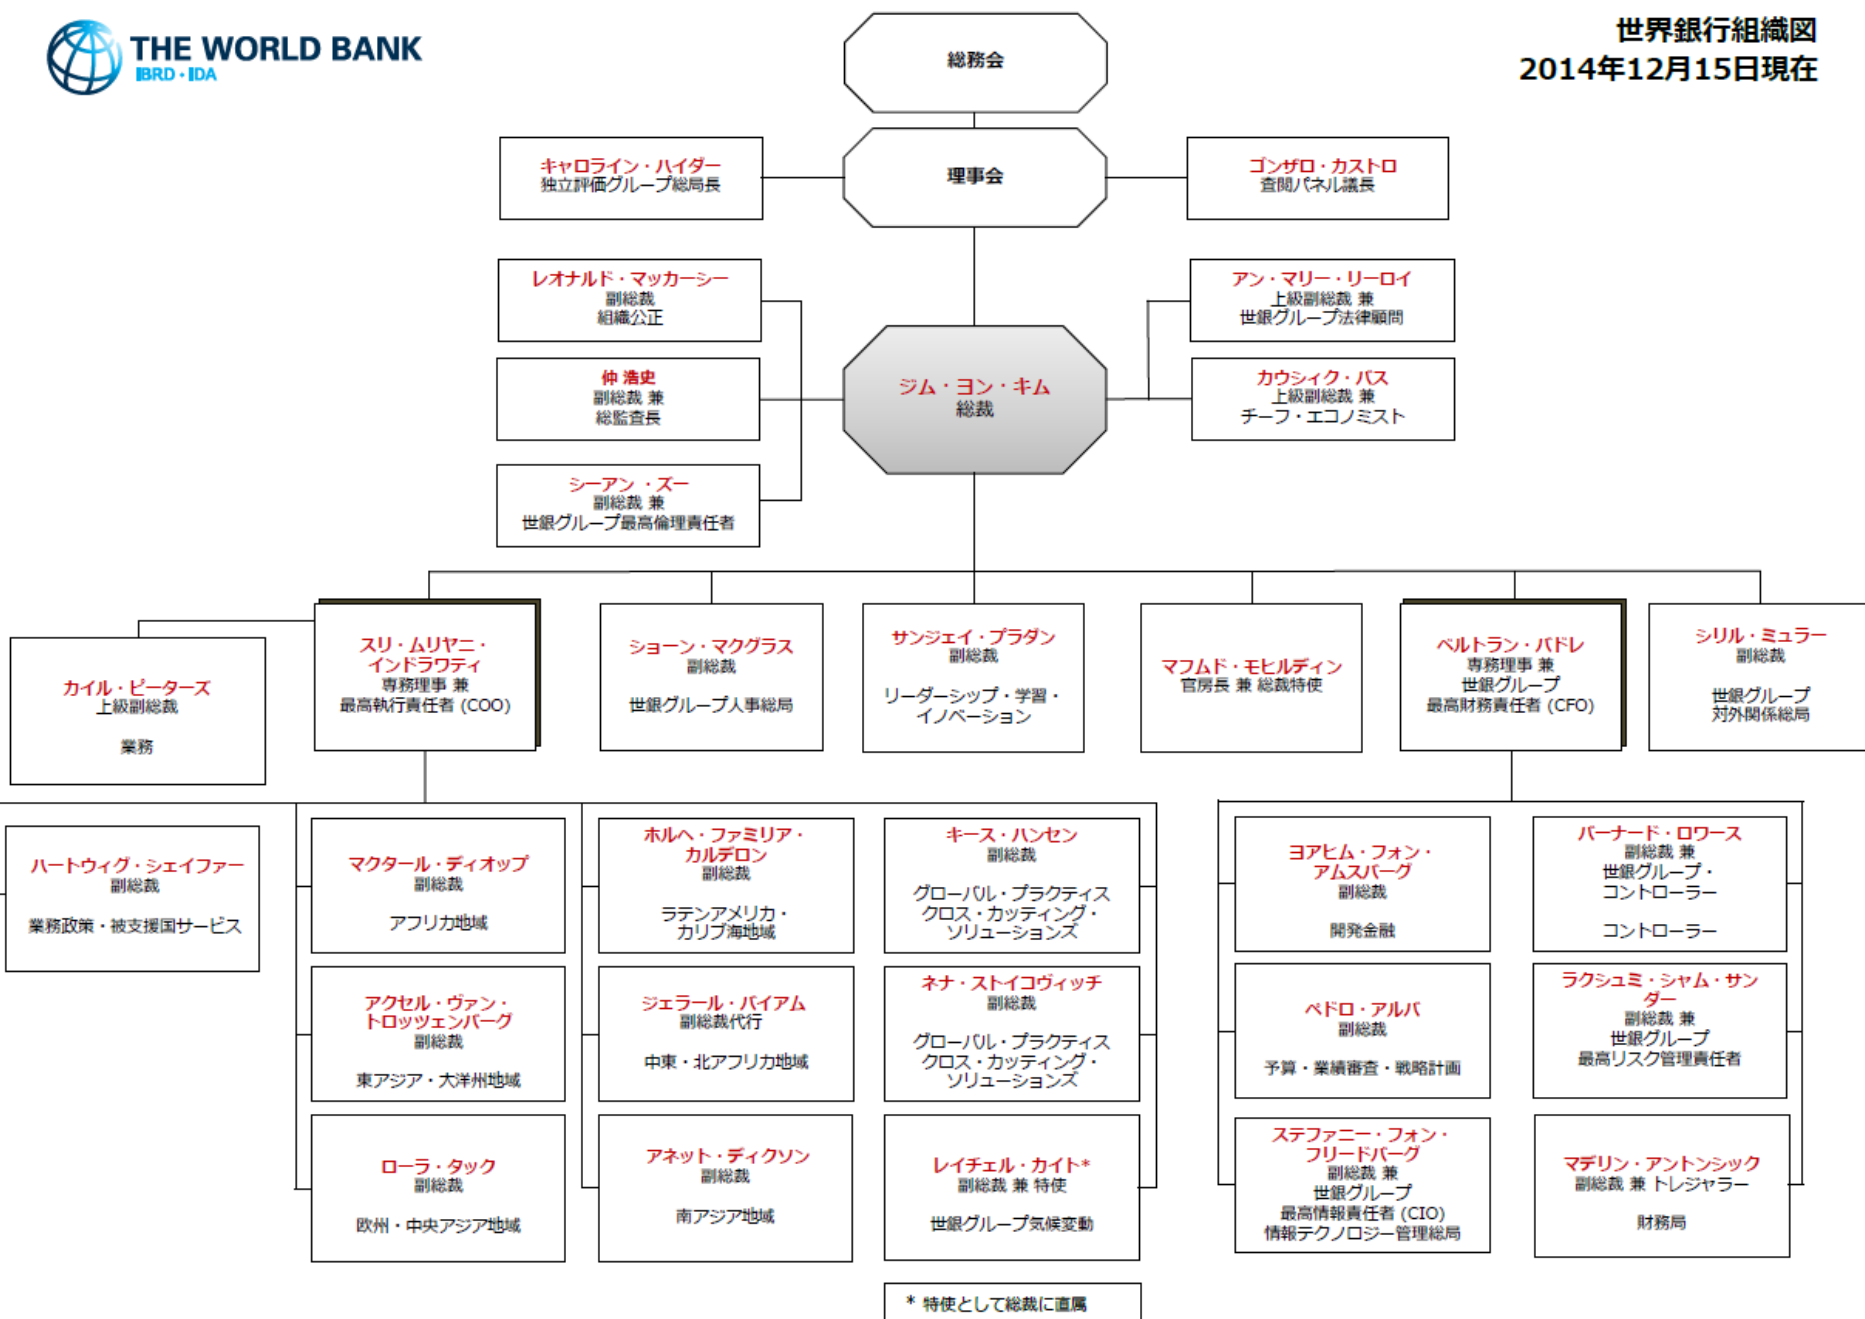 THE WORLD BANK
IBRD • IDA
世界銀行組織図
2014年12月15日現在
総務会
キャロライン・ハイダー
独立評価グループ総局長
理事会
ゴンザロ・カストロ
査閲パネル議長
レオナルド・マッカーシー
副総裁
組織公正
アン・マリー・リーロイ
上級副総裁 兼
世銀グループ法律顧問
仲 浩史
副総裁 兼
総監査長
ジム・ヨン・キム
総裁
カウシィク・バス
上級副総裁 兼
チーフ・エコノミスト
シーアン ・ズー
副総裁 兼
世銀グループ最高倫理責任者
カイル・ピーターズ
上級副総裁
業務
スリ・ムリヤニ・
インドラワティ
専務理事 兼
最高執行責任者 (COO)
ショーン・マクグラス
副総裁
世銀グループ人事総局
サンジェイ・プラダン
副総裁
リーダーシップ・学習・
イノベーション
マフムド・モヒルディン
官房長 兼 総裁特使
ベルトラン・バドレ
専務理事 兼
世銀グループ
最高財務責任者 (CFO)
シリル・ミュラー
副総裁
世銀グループ
対外関係総局
ハートウィグ・シェイファー
副総裁
業務政策・被支援国サービス
マクタール・ディオップ
副総裁
アフリカ地域
ホルヘ・ファミリア・
カルデロン
副総裁
ラテンアメリカ・
カリブ海地域
キース・ハンセン
副総裁
グローバル・プラクティス
クロス・カッティング・
ソリューションズ
ヨアヒム・フォン・
アムスバーグ
副総裁
開発金融
バーナード・ロワース
副総裁 兼
世銀グループ・
コントローラー
コントローラー
アクセル・ヴァン・
トロッツェンバーグ
副総裁
東アジア・大洋州地域
ジェラール・バイアム
副総裁代行
中東・北アフリカ地域
ネナ・ストイコヴィッチ
副総裁
グローバル・プラクティス
クロス・カッティング・
ソリューションズ
ペドロ・アルバ
副総裁
予算・業績審査・戦略計画
ラクシュミ・シャム・サン
ダー
副総裁 兼
世銀グループ
最高リスク管理責任者
ローラ・タック
副総裁
欧州・中央アジア地域
アネット・ディクソン
副総裁
南アジア地域
レイチェル・カイト*
副総裁 兼 特使
世銀グループ気候変動
ステファニー・フォン・
フリードバーグ
副総裁 兼
世銀グループ
最高情報責任者 (CIO)
情報テクノロジー管理総局
マデリン・アントンシック
副総裁 兼 トレジャラー
財務局
* 特使として総裁に直属